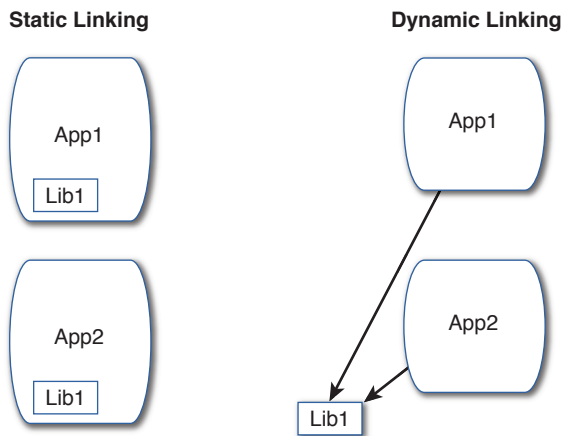 Static Linking
App1
Lib1
App2
Lib1
Dynamic Linking
App1
App2
Lib1